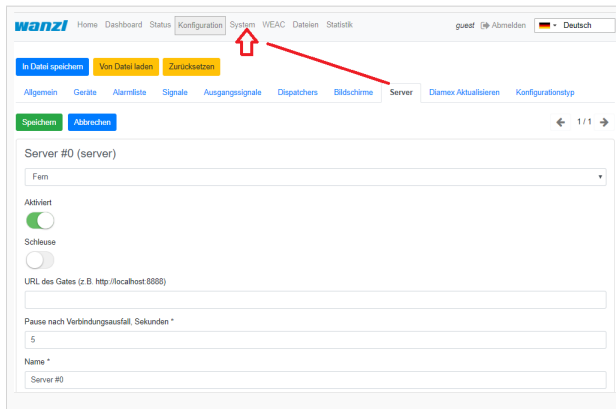 wanzl Home Dashboard Status Konfiguration System WEAC Dateien Statistik guest Abmelden Deutsch
In Datei speichern Von Datei laden Zurücksetzen
Allgemein Geräte Alarmliste Signale Ausgangssignale Dispatchers Bildschirme Server Diamex Aktualisieren Konfigurationstyp
Speichern Abbrechen 1 / 1
Server #0 (server)
Fern
Aktiviert
Schleuse
URL des Gates (z.B. http://localhost:8888)
Pause nach Verbindungsausfall, Sekunden *
5
Name *
Server #0